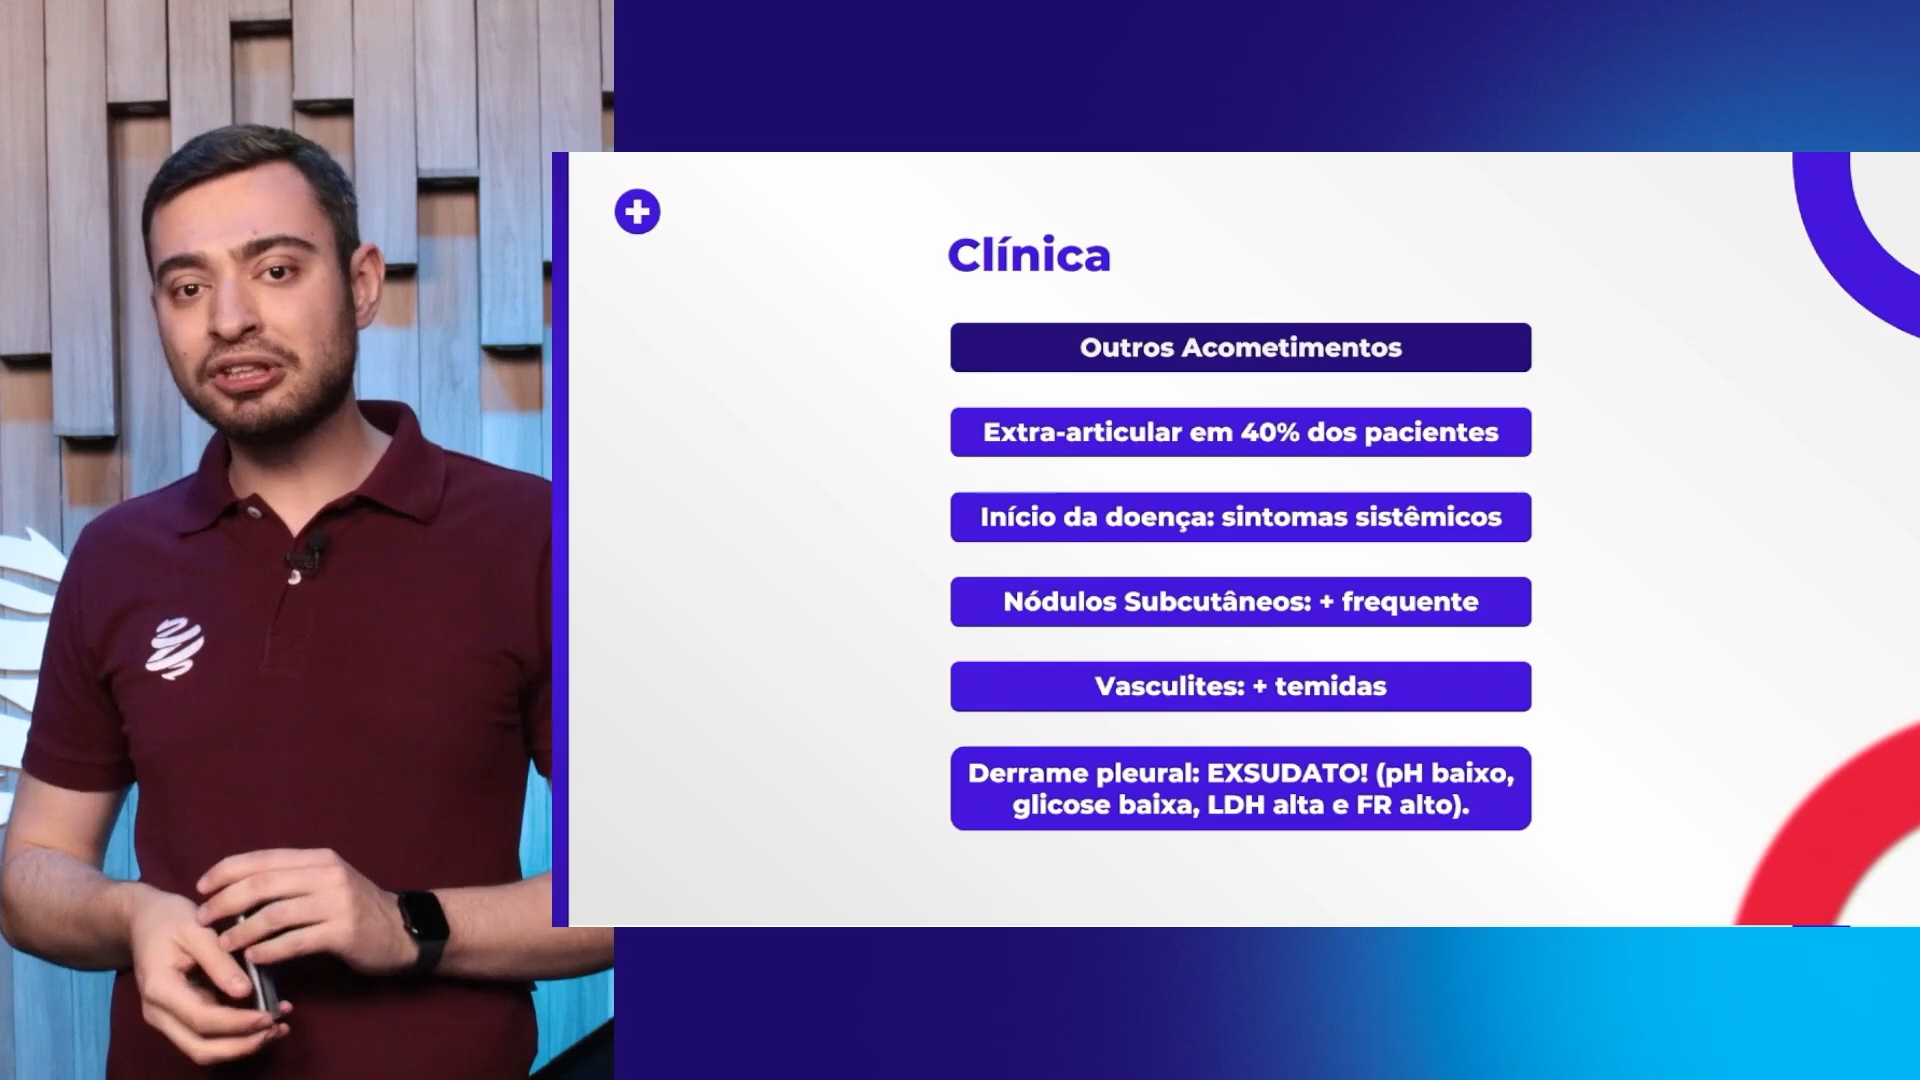 Clínica
Outros Acometimentos
Extra-articular em 40% dos pacientes
Início da doença: sintomas sistêmicos
Nódulos Subcutâneos: + frequente
Vasculites: + temidas
Derrame pleural: EXSUDATO! (pH baixo,
glicose baixa, LDH alta e FR alto).